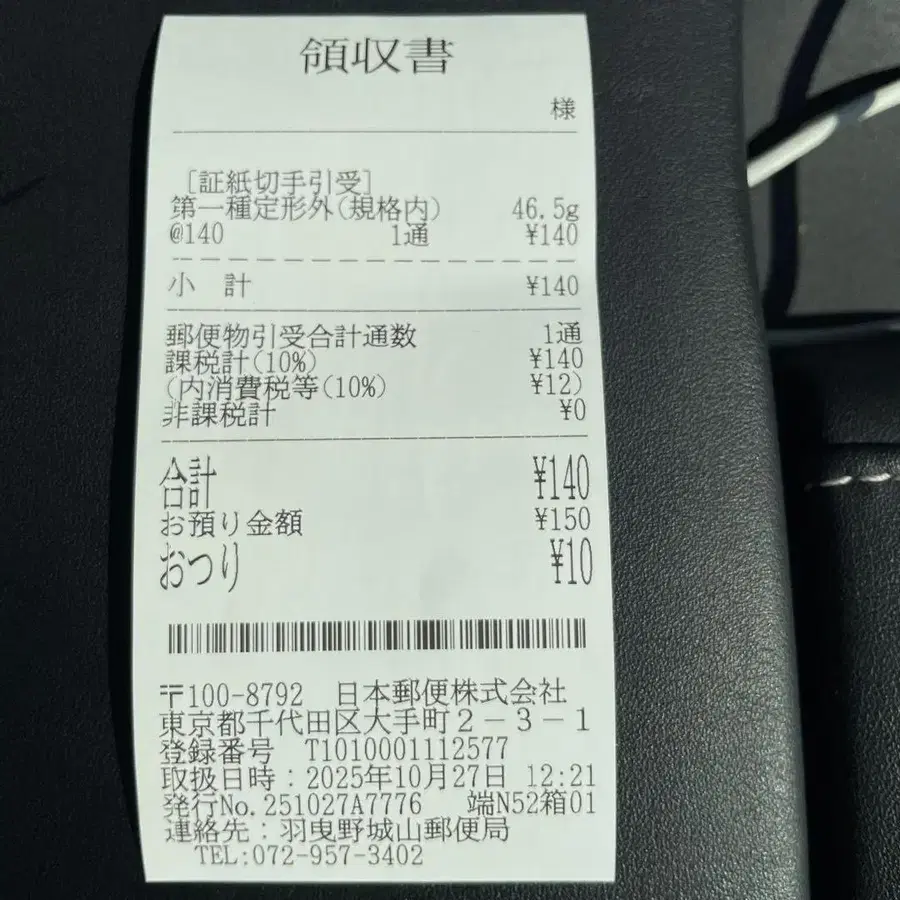 領収書
様
[証紙切手引受]
第一種定形外(規格内) 46.5g
@140 1通 ¥140
小 計 ¥140
郵便物引受合計通数 1通
課税計(10%) ¥140
(内消費税等(10%) ¥12)
非課税計 ¥0
合計 ¥140
お預り金額 ¥150
おつり ¥10
〒100-8792 日本郵便株式会社
東京都千代田区大手町2-3-1
登録番号 T1010001112577
取扱日時:2025年10月27日 12:21
発行No.251027A7776 端N52箱01
連絡先:羽曳野城山郵便局
TEL:072-957-3402